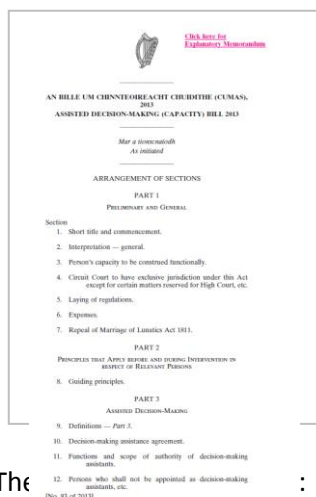 Click here for
Explanatory Memorandum
AN BILLE UM CHINNTEOIREACHT CHUIDITHE (CUMAS),
2013
ASSISTED DECISION-MAKING (CAPACITY) BILL 2013
Mar a tionscnaíodh
As initiated
ARRANGEMENT OF SECTIONS
PART 1
Preliminary and General
Section
1. Short title and commencement.
2. Interpretation — general.
3. Person's capacity to be construed functionally.
4. Circuit Court to have exclusive jurisdiction under this Act
except for certain matters reserved for High Court, etc.
5. Laying of regulations.
6. Expenses.
7. Repeal of Marriage of Lunatics Act 1811.
PART 2
Principles that Apply before and during Intervention in
respect of Relevant Persons
8. Guiding principles.
PART 3
Assisted Decision-Making
9. Definitions — Part 3.
10. Decision-making assistance agreement.
11. Functions and scope of authority of decision-making
assistants.
12. Persons who shall not be appointed as decision-making
assistants, etc.
[No. 83 of 2013]
The :